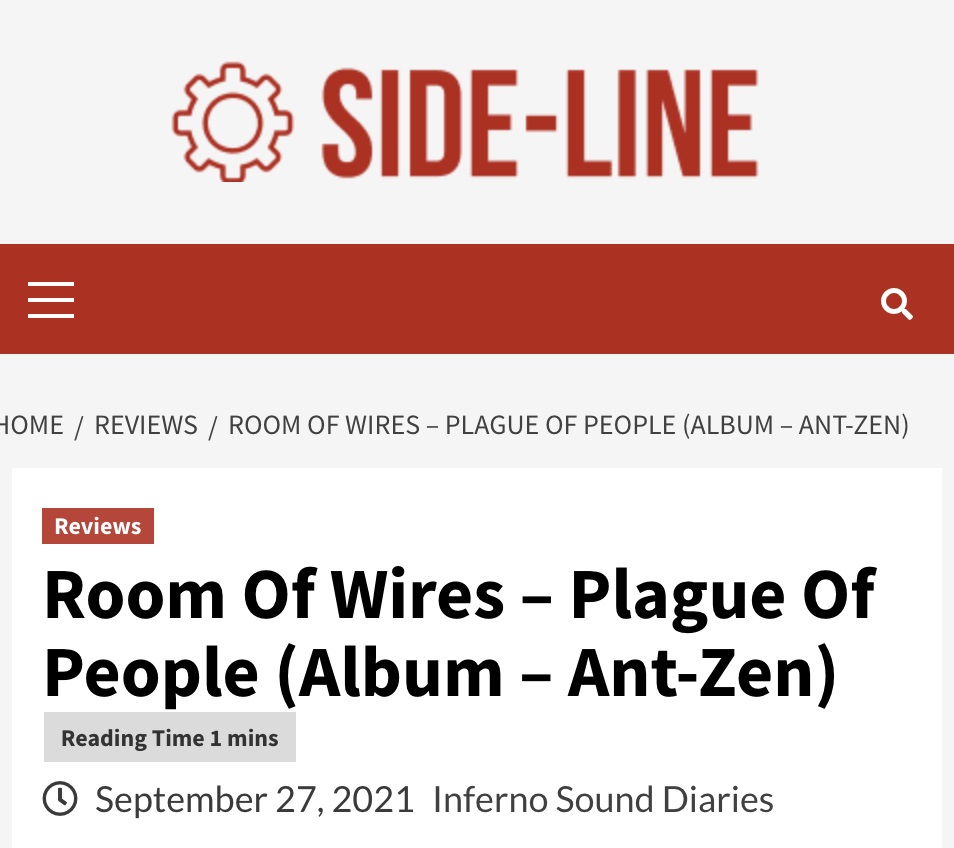 SIDE-LINE
HOME / REVIEWS / ROOM OF WIRES – PLAGUE OF PEOPLE (ALBUM – ANT-ZEN)
Reviews
Room Of Wires – Plague Of
People (Album – Ant-Zen)
Reading Time 1 mins
September 27, 2021 Inferno Sound Diaries